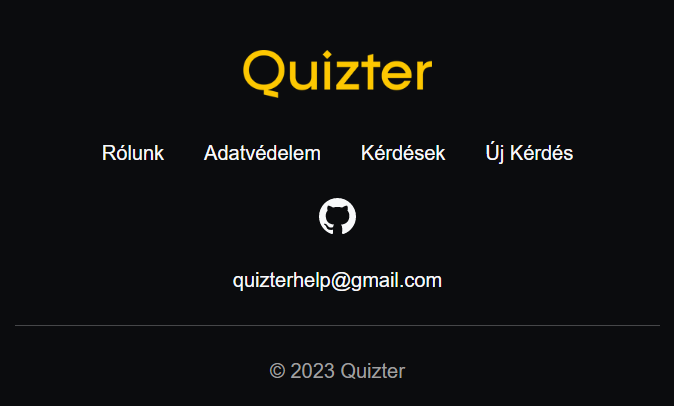 Quizter
Rólunk Adatvédelem Kérdések Új Kérdés
quizterhelp@gmail.com
© 2023 Quizter